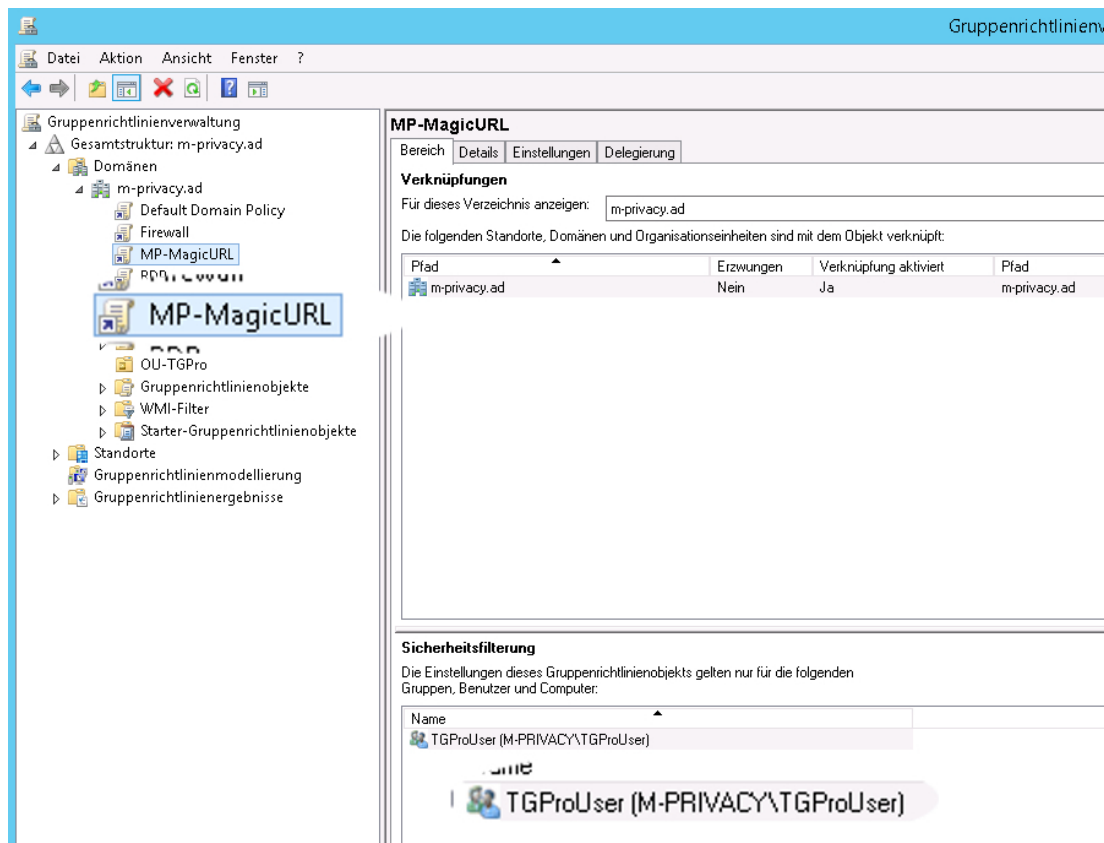 Gruppenrichtlinienv
Datei Aktion Ansicht Fenster ?
Gruppenrichtlinienverwaltung
Gesamtstruktur: m-privacy.ad
Domänen
m-privacy.ad
Default Domain Policy
Firewall
MP-MagicURL
MP-MagicURL
OU-TGPro
Gruppenrichtlinienobjekte
WMI-Filter
Starter-Gruppenrichtlinienobjekte
Standorte
Gruppenrichtlinienmodellierung
Gruppenrichtlinienergebnisse
MP-MagicURL
Bereich Details Einstellungen Delegierung
Verknüpfungen
Für dieses Verzeichnis anzeigen: m-privacy.ad
Die folgenden Standorte, Domänen und Organisationseinheiten sind mit dem Objekt verknüpft:
Pfad Erzwungen Verknüpfung aktiviert Pfad
m-privacy.ad Nein Ja m-privacy.ad
Sicherheitsfilterung
Die Einstellungen dieses Gruppenrichtlinienobjekts gelten nur für die folgenden
Gruppen, Benutzer und Computer:
Name
TGProUser (M-PRIVACY\TGProUser)
TGProUser (M-PRIVACY\TGProUser)